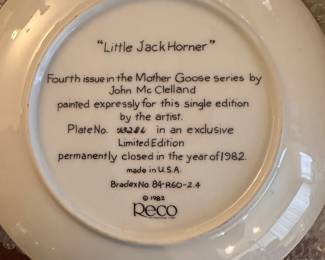 "Little Jack Horner"
Fourth issue in the Mother Goose series by
John Mc Clelland
painted expressly for this single edition
by the artist.
Plate No. in an exclusive
Limited Edition
permanently closed in the year of 1982.
made in U.S.A.
Bradex No. 84-R60-2.4
© 1982
Reco